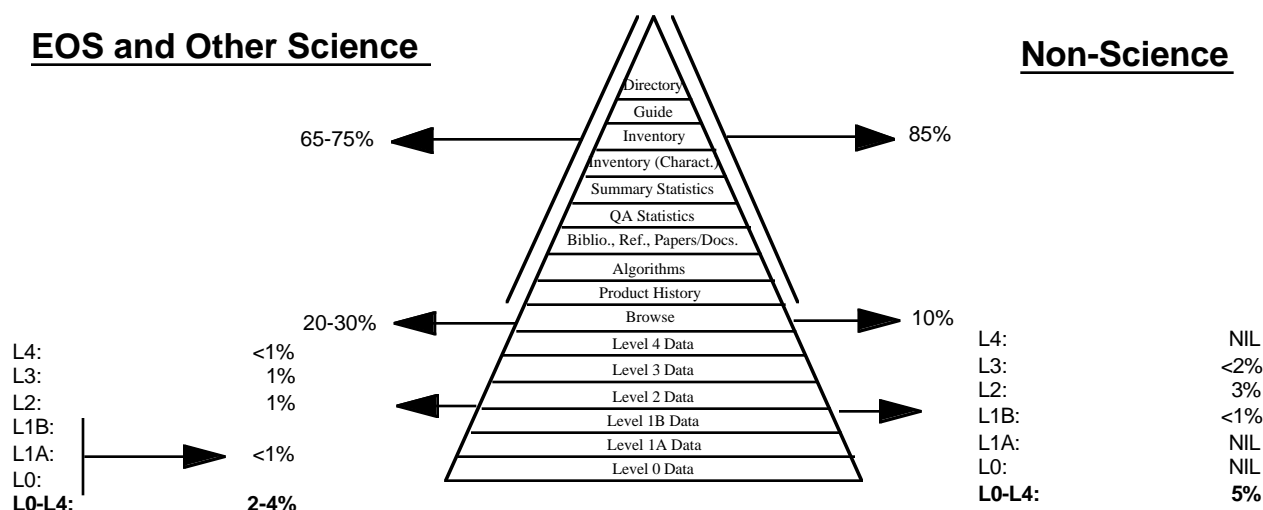 EOS and Other Science
Non-Science
Directory
Guide
Inventory
Inventory (Charact.)
Summary Statistics
QA Statistics
Biblio., Ref., Papers/Docs.
Algorithms
Product History
Browse
Level 4 Data
Level 3 Data
Level 2 Data
Level 1B Data
Level 1A Data
Level 0 Data
65-75%
85%
20-30%
10%
L4: <1%
L3: 1%
L2: 1%
L1B:
L1A: <1%
L0:
L0-L4: 2-4%
L4: NIL
L3: <2%
L2: 3%
L1B: <1%
L1A: NIL
L0: NIL
L0-L4: 5%